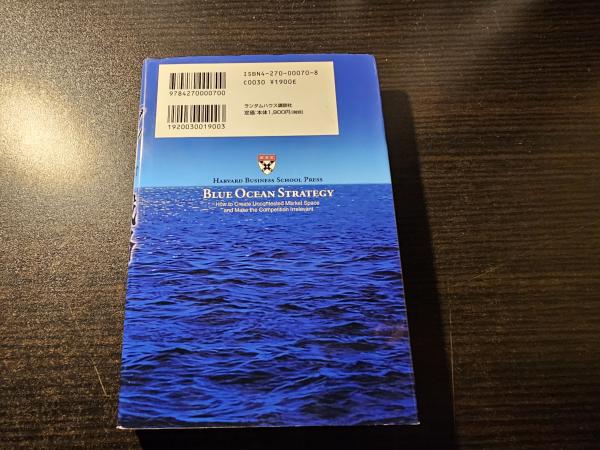 ISBN4-270-00070-8
C0030 ¥1900E
9784270000700
ランダムハウス講談社
定価:本体1,900円(税別)
1920030019003
HARVARD BUSINESS SCHOOL PRESS
BLUE OCEAN STRATEGY
How to Create Uncontested Market Space
and Make the Competition Irrelevant